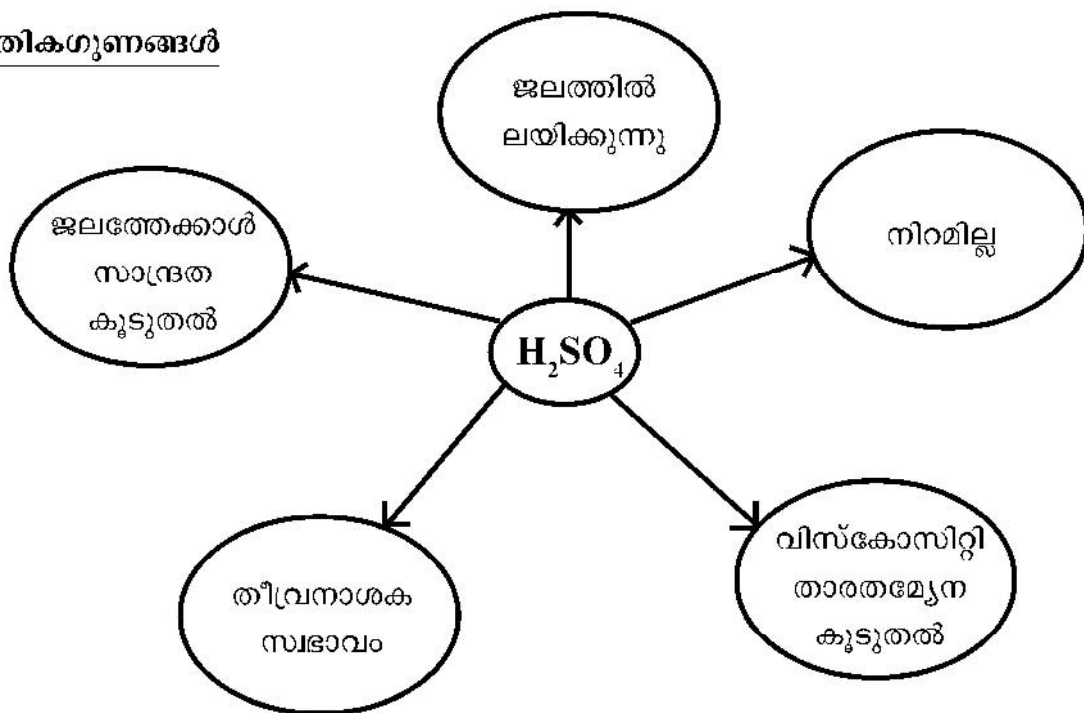 തികഗുണങ്ങൾ
ജലത്തിൽ
ലയിക്കുന്നു
നിറമില്ല
ജലത്തേക്കാൾ
സാന്ദ്രത
കൂടുതൽ
H₂SO₄
തീവ്രനാശക
സ്വഭാവം
വിസ്കോസിറ്റി
താരതമ്യേന
കൂടുതൽ